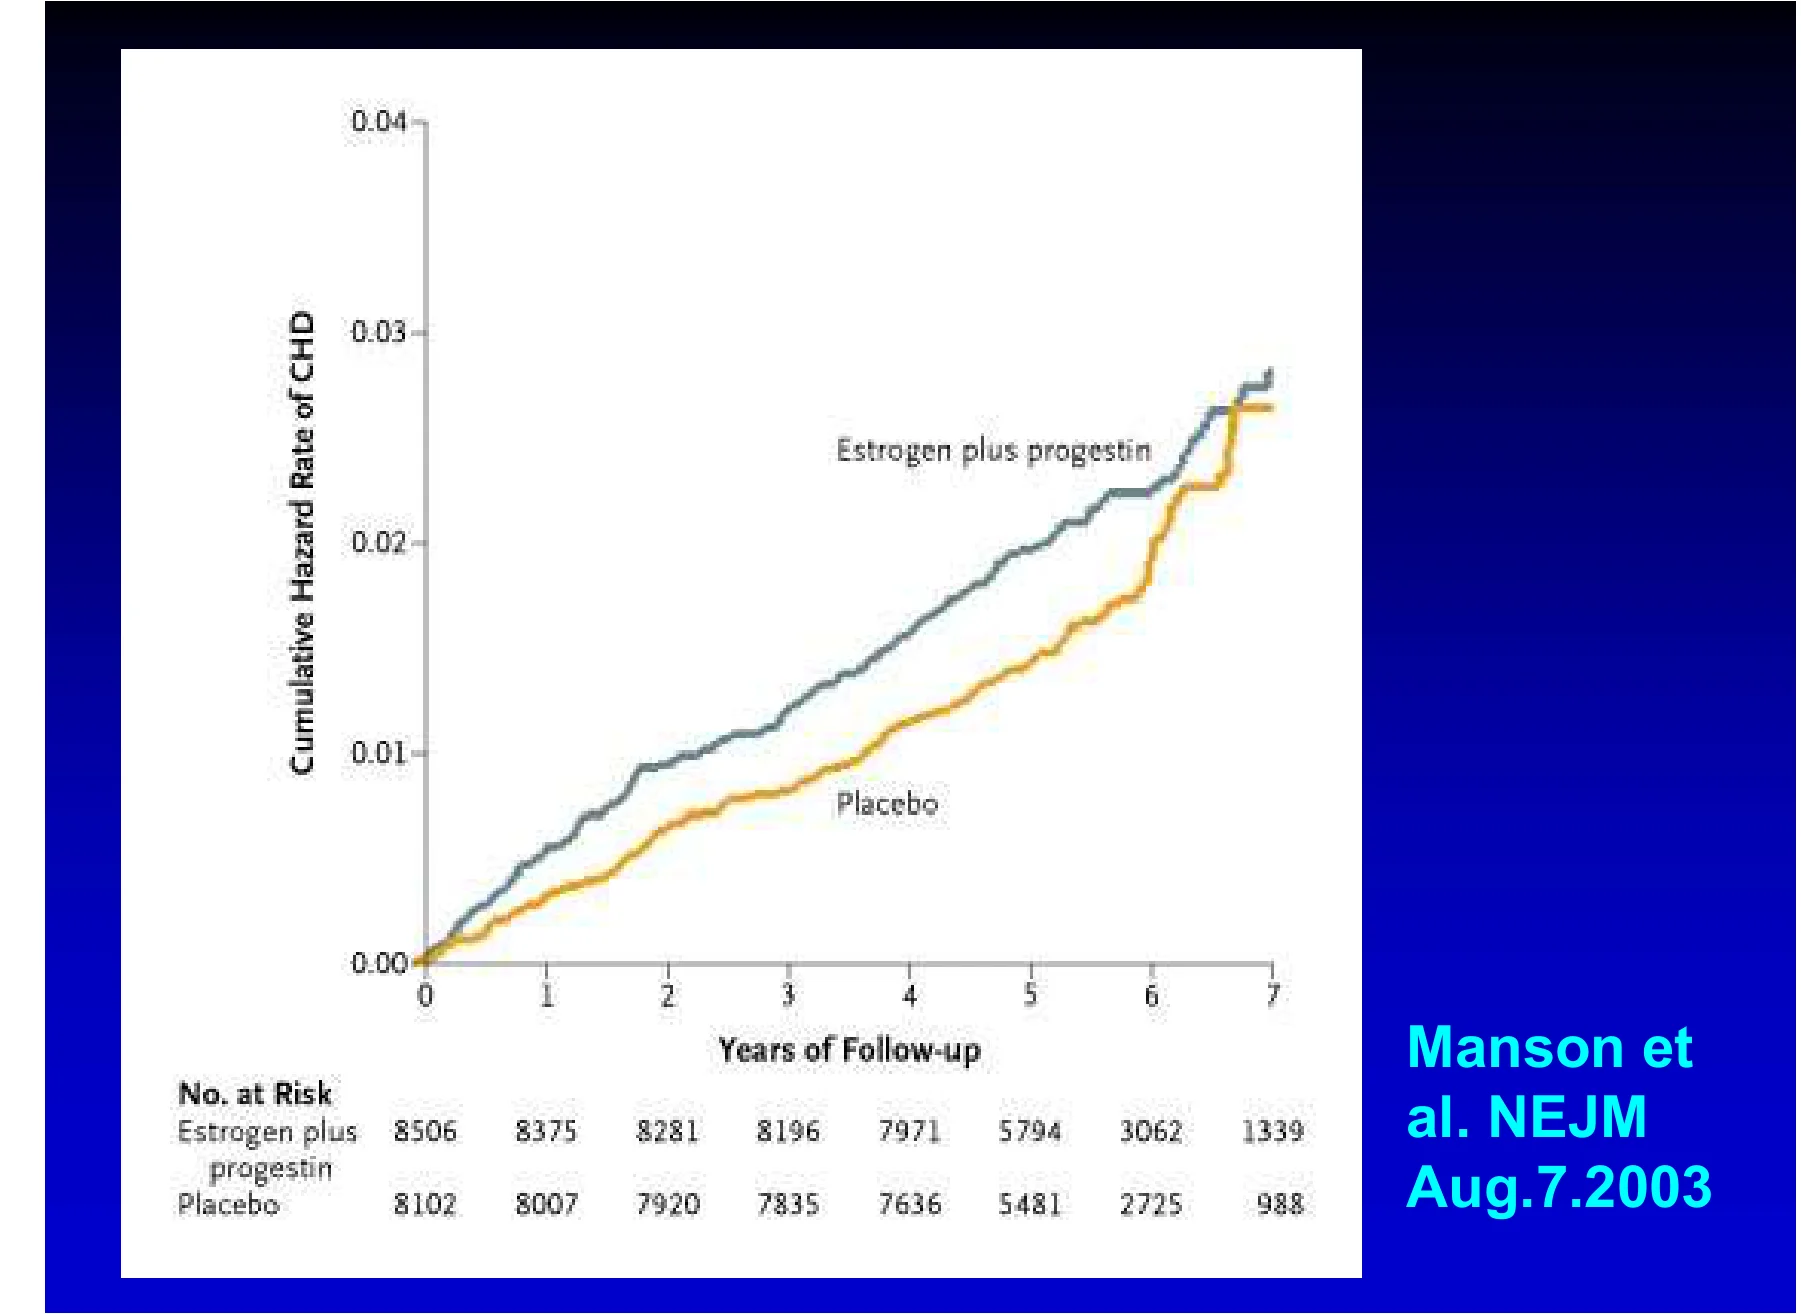 0.04
0.03
0.02
0.01
0.00
Cumulative Hazard Rate of CHD
Estrogen plus progestin
Placebo
0 1 2 3 4 5 6 7
Years of Follow-up
No. at Risk
Estrogen plus 8506 8375 8281 8196 7971 5794 3062 1339
progestin
Placebo 8102 8007 7920 7835 7636 5481 2725 988
Manson et
al. NEJM
Aug.7.2003